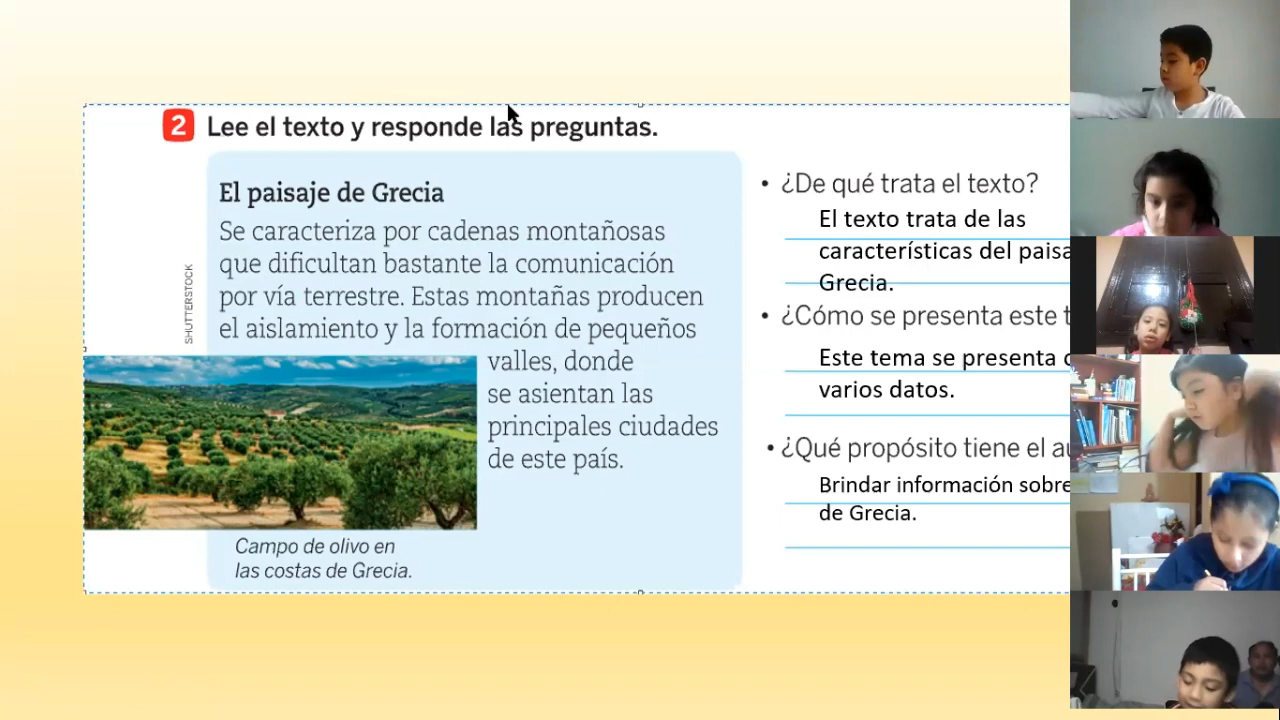 2 Lee el texto y responde las preguntas.
El paisaje de Grecia
Se caracteriza por cadenas montañosas
que dificultan bastante la comunicación
por vía terrestre. Estas montañas producen
el aislamiento y la formación de pequeños
valles, donde
se asientan las
principales ciudades
de este país.
SHUTTERSTOCK
Campo de olivo en
las costas de Grecia.
• ¿De qué trata el texto?
El texto trata de las
características del
Grecia.
• ¿Cómo se presenta este
Este tema se presenta
varios datos.
• ¿Qué propósito tiene el
Brindar información sobre
de Grecia.